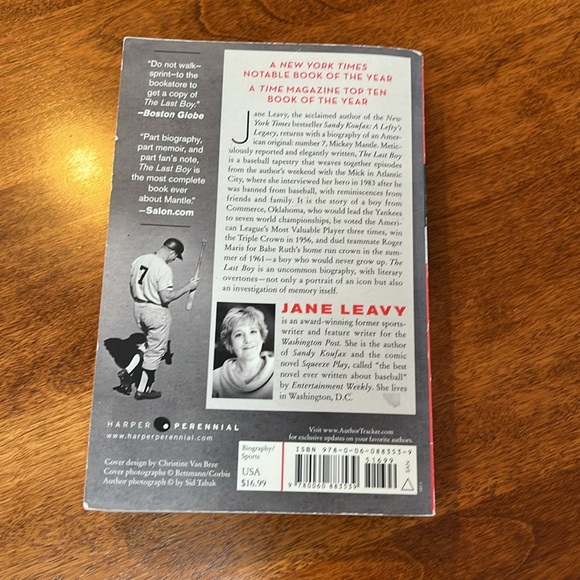 "Do not walk—
sprint—to the
bookstore to
get a copy of
The Last Boy."
—Boston Globe
"Part biography,
part memoir, and
part fan's note,
The Last Boy is
the most complete
book ever
about Mantle."
—Salon.com
7
A NEW YORK TIMES
NOTABLE BOOK OF THE YEAR
A TIME MAGAZINE TOP TEN
BOOK OF THE YEAR
Jane Leavy, the acclaimed author of the New
York Times bestseller Sandy Koufax: A Lefty's
Legacy, returns with a biography of an Amer-
ican original: number 7, Mickey Mantle. Metic-
ulously reported and elegantly written, The Last Boy
is a baseball tapestry that weaves together episodes
from the author's weekend with the Mick in Atlantic
City, where she interviewed her hero in 1983 after he
was banned from baseball, with reminiscences from
friends and family. It is the story of a boy from
Commerce, Oklahoma, who would lead the Yankees
to seven world championships, be voted the Ameri-
can League's Most Valuable Player three times, win
the Triple Crown in 1956, and duel teammate Roger
Maris for Babe Ruth's home run crown in the sum-
mer of 1961—a boy who would never grow up. The
Last Boy is an uncommon biography, with literary
overtones—not only a portrait of an icon but also
an investigation of memory itself.
JANE LEAVY
is an award-winning former sports-
writer and feature writer for the
Washington Post. She is the author
of Sandy Koufax and the comic
novel Squeeze Play, called "the best
novel ever written about baseball"
by Entertainment Weekly. She lives
in Washington, D.C.
HARPER PERENNIAL
www.harperperennial.com
Visit www.AuthorTracker.com
for exclusive updates on your favorite authors.
Cover design by Christine Van Bree
Cover photographs © Bettmann/Corbis
Author photograph © by Sid Tabak
Biography/
Sports
USA
$16.99
ISBN 978-0-06-088353-9
51699
9 780060 883539
EAN